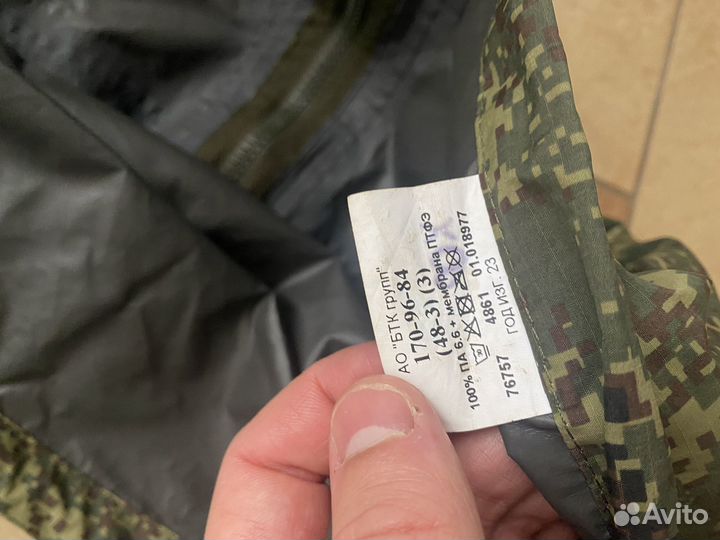 АО "БТК групп"
170-96-84
(48-3) (3)
100% ПА 6.6 + мембрана ПТФЭ
4861 01.018977
76757 ГОД ИЗГ. 23
Avito